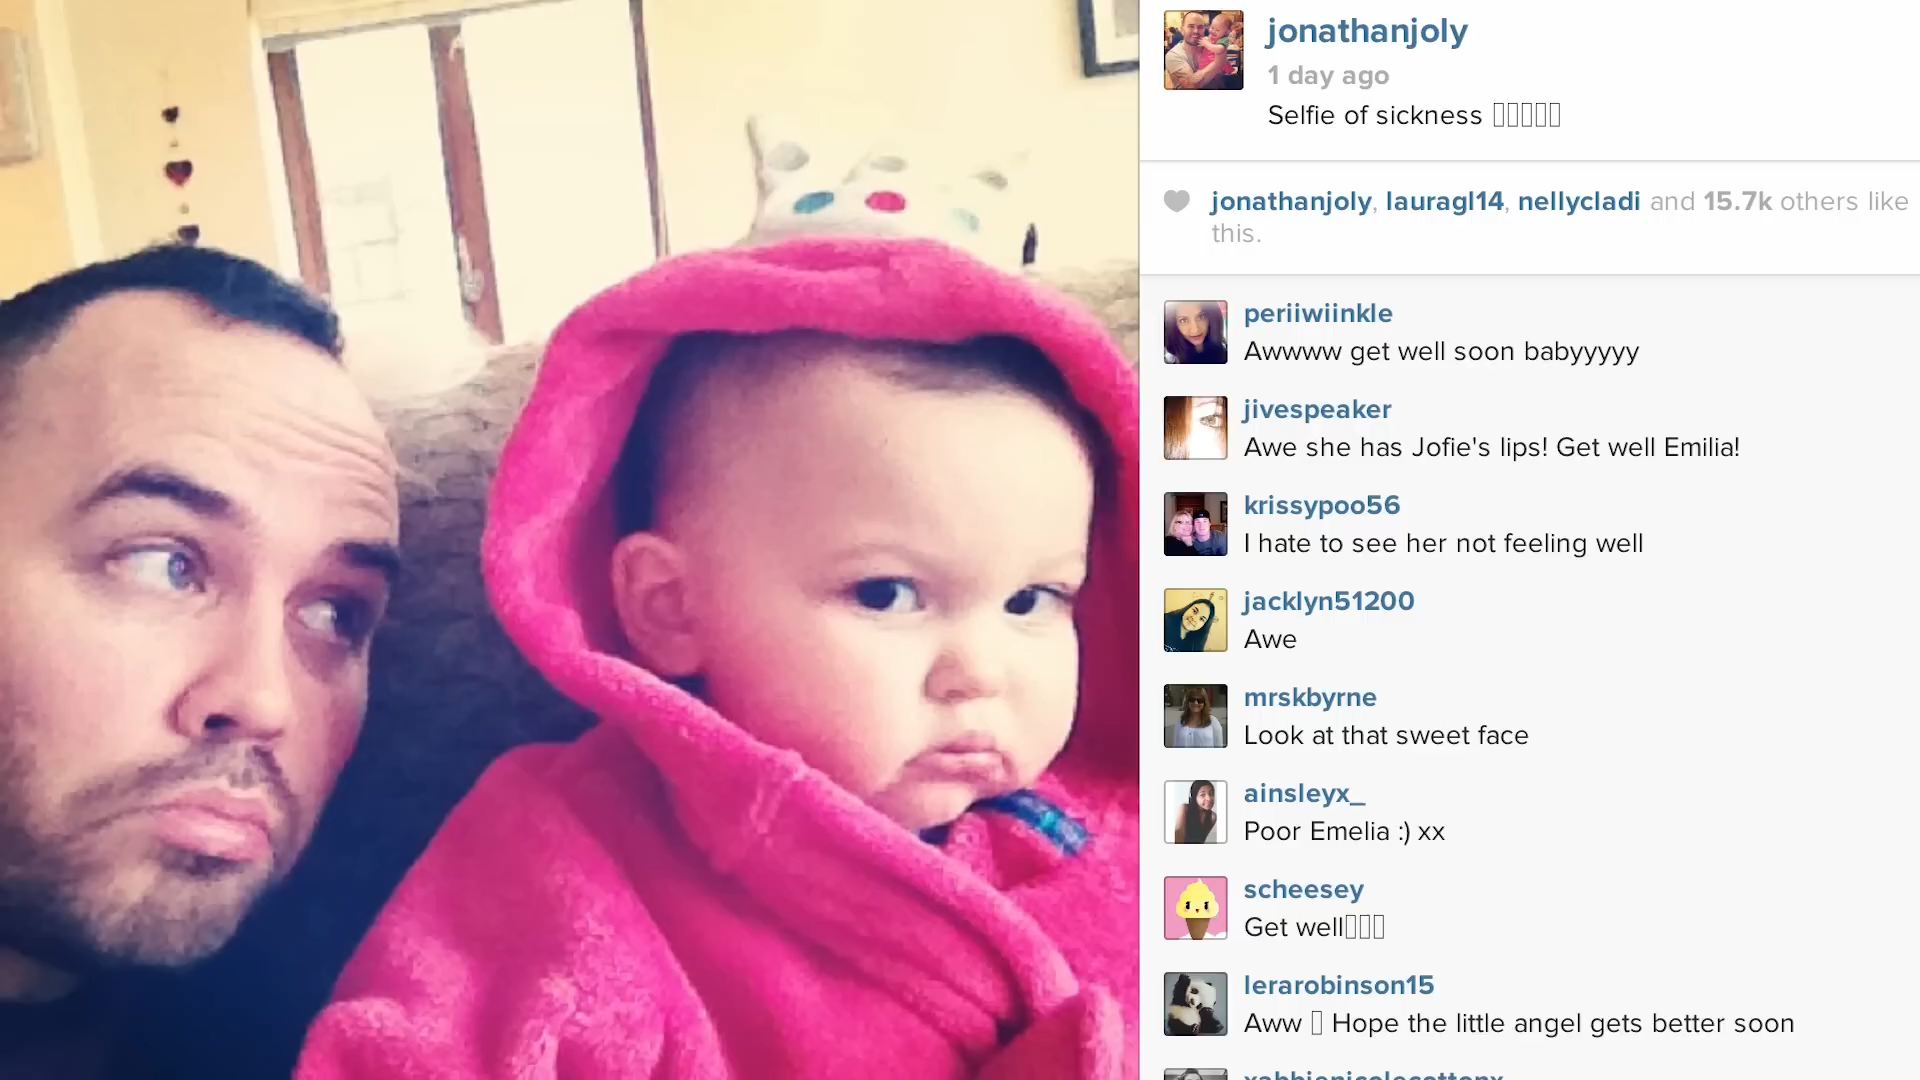 jonathanjoly
1 day ago
Selfie of sickness
jonathanjoly, lauragl14, nellycladi and 15.7k others like
this.
periiwiinkle
Awwww get well soon babyyyyy
jivespeaker
Awe she has Jofie's lips! Get well Emilia!
krissypoo56
I hate to see her not feeling well
jacklyn51200
Awe
mrskbyrne
Look at that sweet face
ainsleyx_
Poor Emelia :) xx
scheesey
Get well
lerarobinson15
Aww Hope the little angel gets better soon